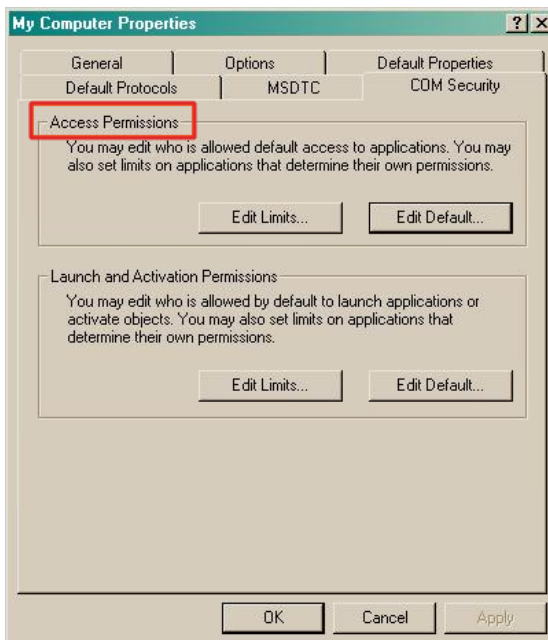 My Computer Properties
General Options Default Properties
Default Protocols MSDTC COM Security
Access Permissions
You may edit who is allowed default access to applications. You may
also set limits on applications that determine their own permissions.
Edit Limits... Edit Default...
Launch and Activation Permissions
You may edit who is allowed by default to launch applications or
activate objects. You may also set limits on applications that
determine their own permissions.
Edit Limits... Edit Default...
OK Cancel Apply